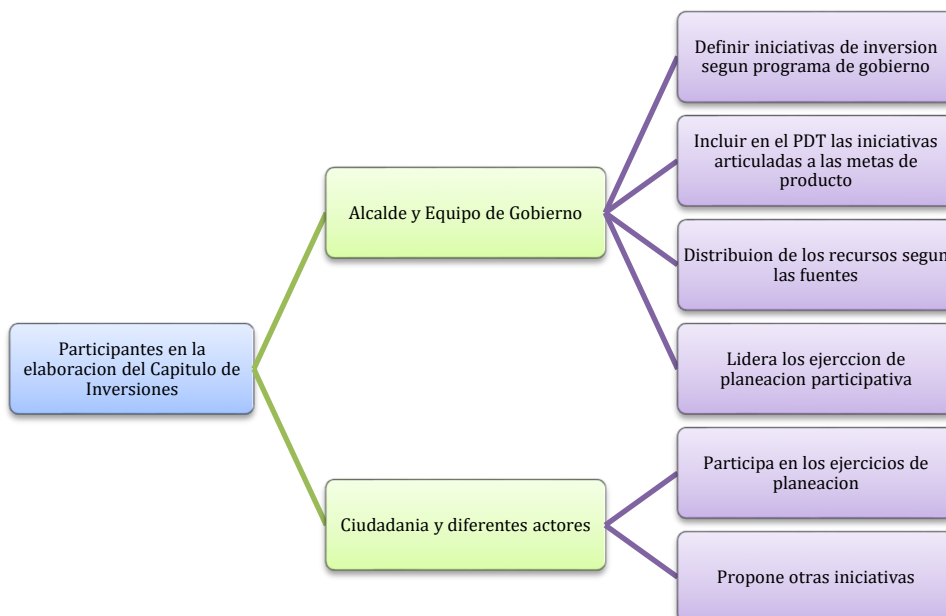 Participantes en la
elaboracion del Capitulo de
Inversiones
Alcalde y Equipo de Gobierno
Definir iniciativas de inversion
segun programa de gobierno
Incluir en el PDT las iniciativas
articuladas a las metas de
producto
Distribuion de los recursos segun
las fuentes
Lidera los ejerccion de
planeacion participativa
Ciudadania y diferentes actores
Participa en los ejercicios de
planeacion
Propone otras iniciativas